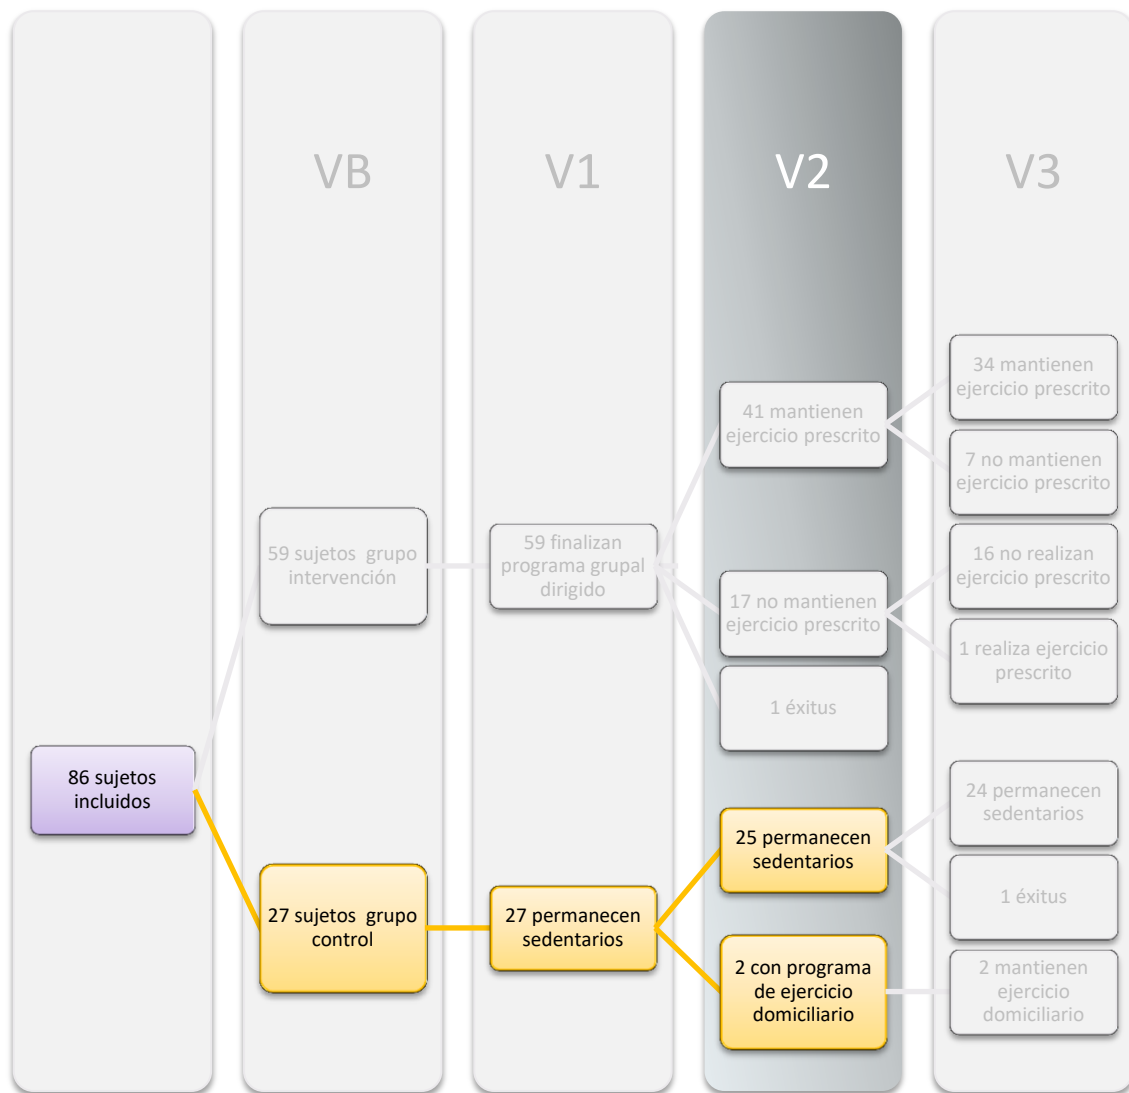 VB
V1
V2
V3
86 sujetos
incluidos
59 sujetos  grupo
intervención
27 sujetos  grupo
control
59 finalizan
programa grupal
dirigido
27 permanecen
sedentarios
41 mantienen
ejercicio prescrito
17 no mantienen
ejercicio prescrito
1 éxitus
25 permanecen
sedentarios
2 con programa
de ejercicio
domiciliario
34 mantienen
ejercicio prescrito
7 no mantienen
ejercicio prescrito
16 no realizan
ejercicio prescrito
1 realiza ejercicio
prescrito
24 permanecen
sedentarios
1 éxitus
2 mantienen
ejercicio
domiciliario